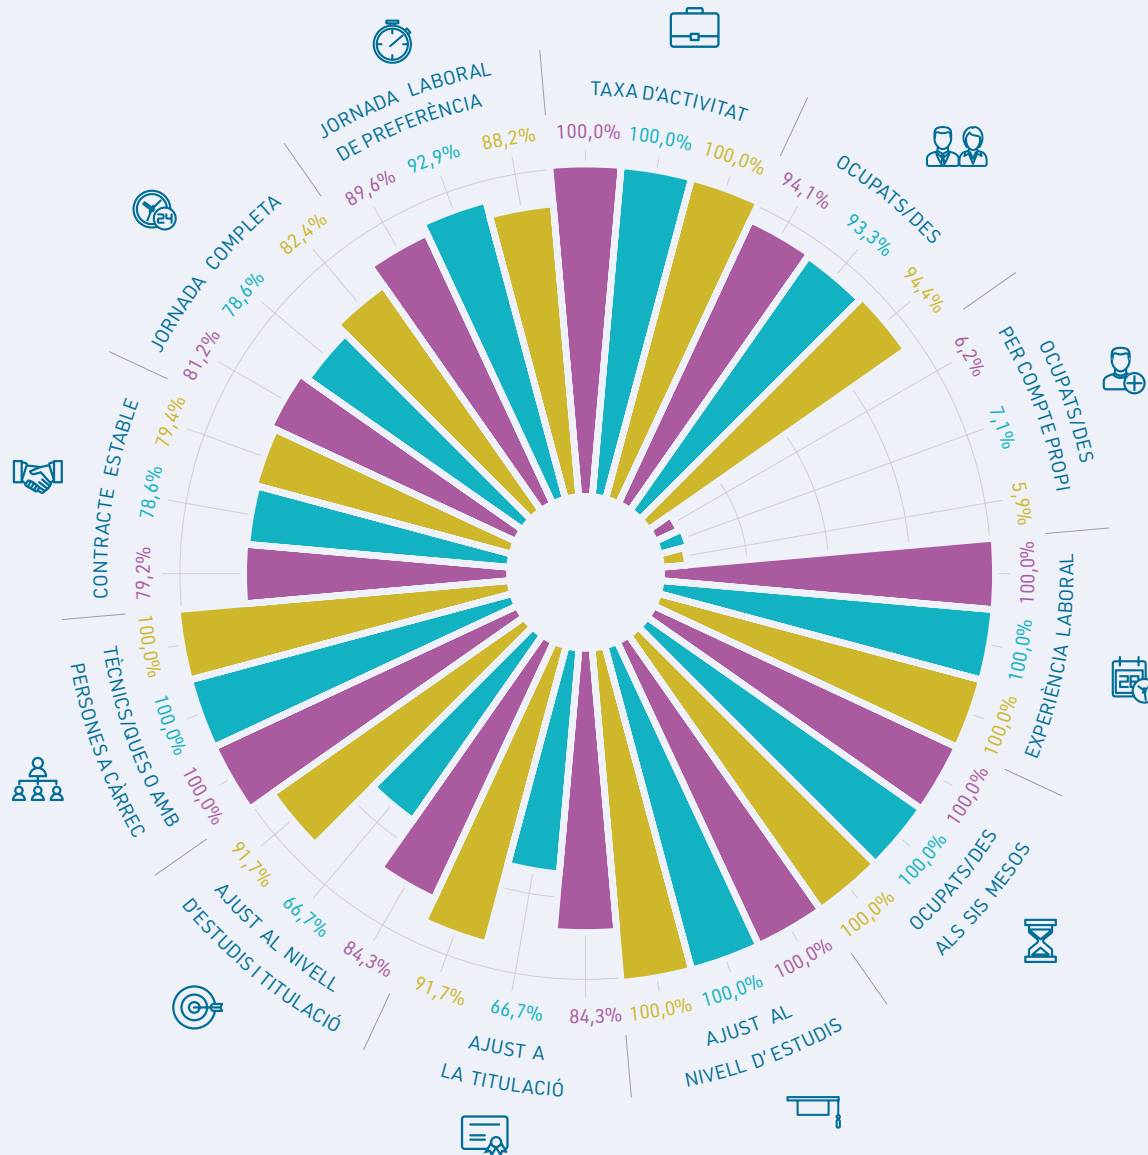 TAXA D'ACTIVITAT
100,0%
100,0%
100,0%
OCUPATS/DES
94,1%
93,3%
94,4%
OCUPATS/DES
PER COMPTE PROPI
6,2%
7,1%
5,9%
EXPERIÈNCIA LABORAL
100,0%
100,0%
100,0%
OCUPATS/DES
ALS SIS MESOS
100,0%
100,0%
100,0%
AJUST AL
NIVELL D'ESTUDIS
100,0%
100,0%
100,0%
AJUST A
LA TITULACIÓ
84,3%
66,7%
91,7%
AJUST AL NIVELL
D'ESTUDIS I TITULACIÓ
84,3%
66,7%
91,7%
TÈCNICS/QUES O AMB
PERSONES A CÀRREC
100,0%
100,0%
100,0%
CONTRACTE ESTABLE
79,2%
78,6%
79,4%
JORNADA COMPLETA
81,2%
78,6%
82,4%
24
JORNADA LABORAL
DE PREFERÈNCIA
89,6%
92,9%
88,2%